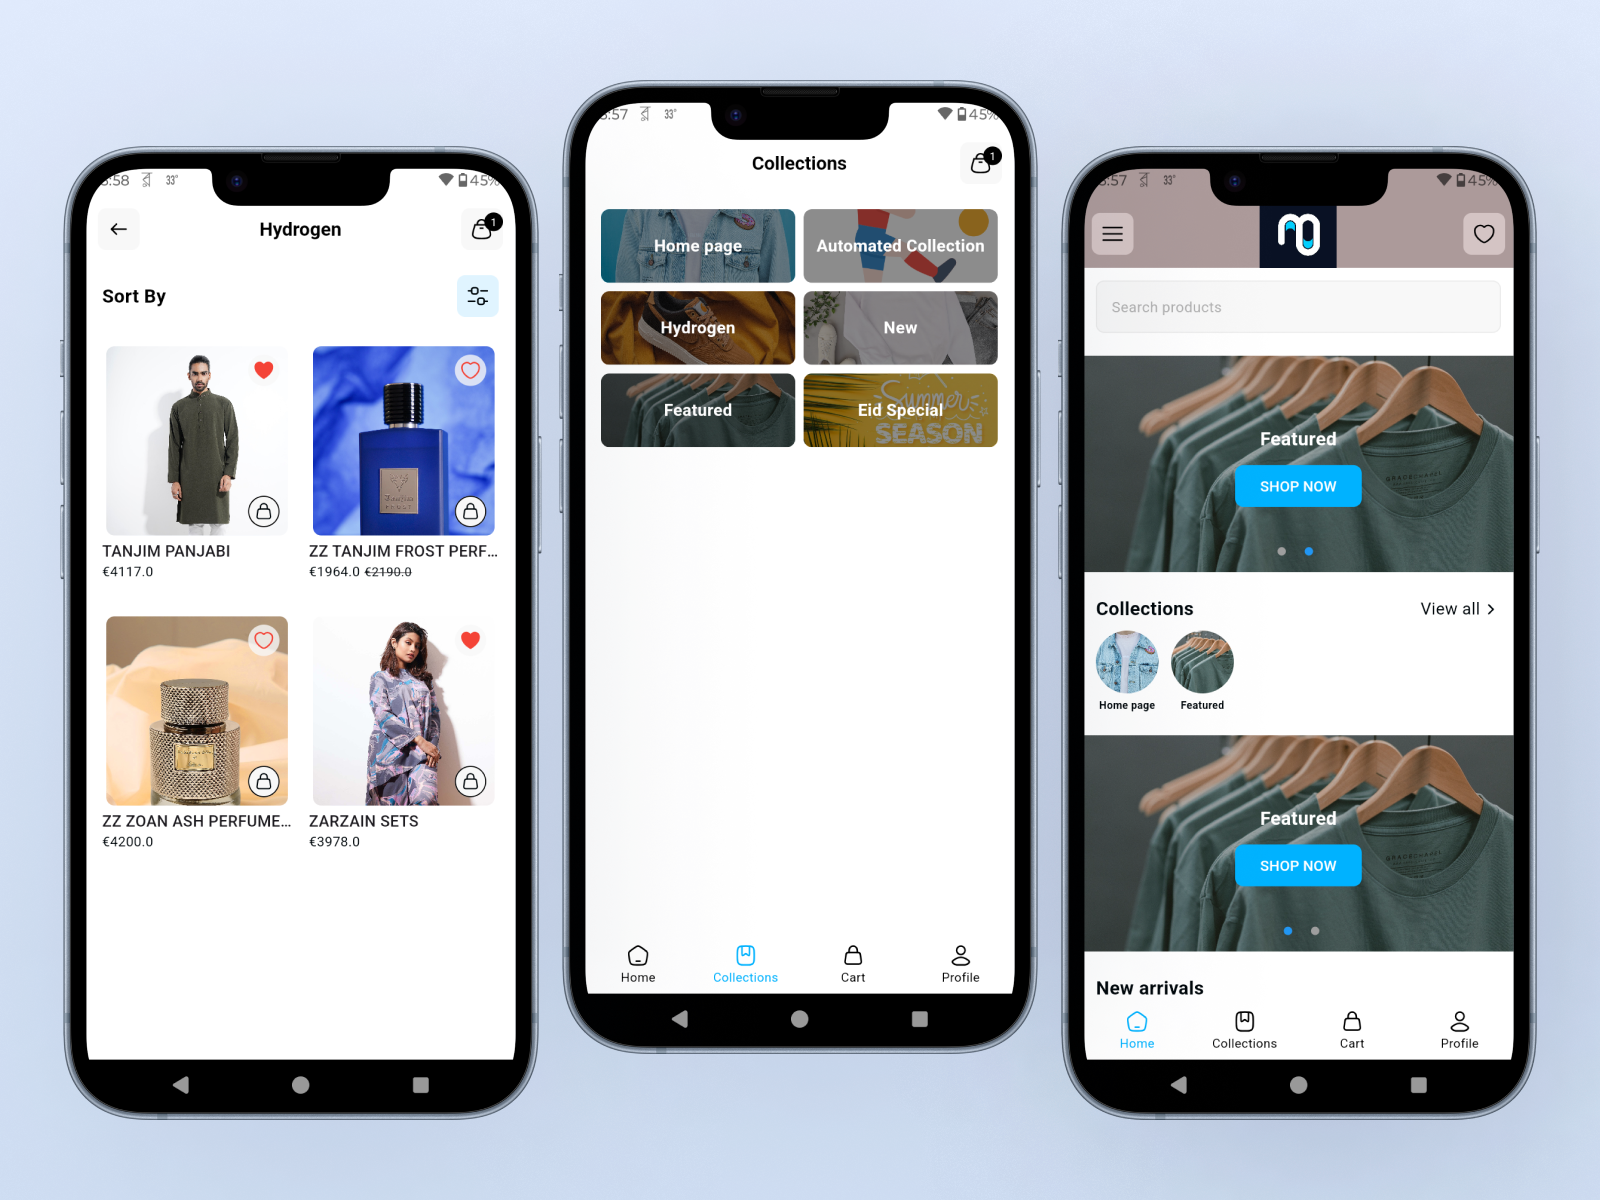 5:58 33° 45%
Hydrogen
1
Sort By
TANJIM PANJABI
€4117.0
ZZ TANJIM FROST PERF...
€1964.0 €2190.0
ZZ ZOAN ASH PERFUME...
€4200.0
ZARZAIN SETS
€3978.0
5:57 33° 45%
Collections
1
Home page
Automated Collection
Hydrogen
New
Featured
Eid Special
Summer
SEASON
Home
Collections
Cart
Profile
5:57 33° 45%
Search products
Featured
SHOP NOW
Collections
View all
Home page
Featured
Featured
SHOP NOW
New arrivals
Home
Collections
Cart
Profile